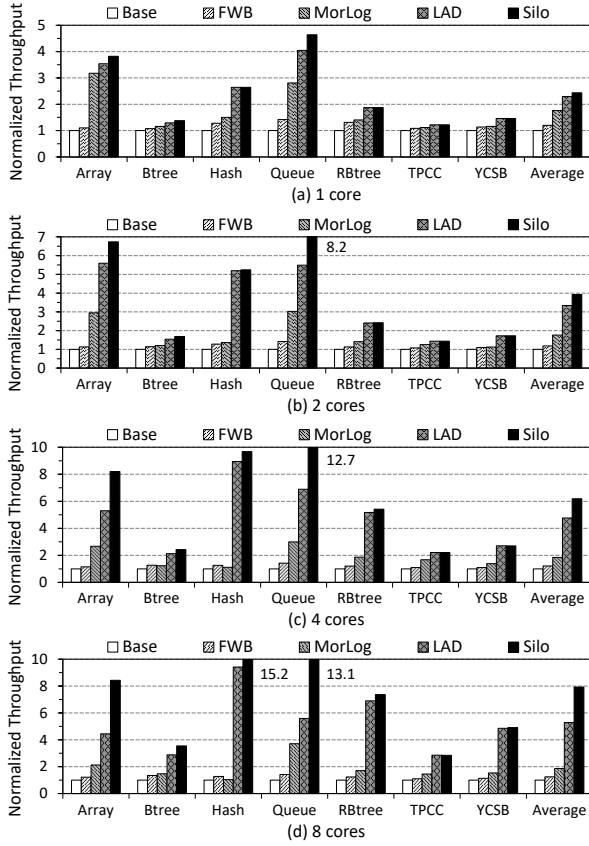 Base FWB MorLog LAD Silo
Normalized Throughput
5
4
3
2
1
0
Array Btree Hash Queue RBtree TPCC YCSB Average
(a) 1 core
Base FWB MorLog LAD Silo
Normalized Throughput
7
6
5
4
3
2
1
0
8.2
Array Btree Hash Queue RBtree TPCC YCSB Average
(b) 2 cores
Base FWB MorLog LAD Silo
Normalized Throughput
10
8
6
4
2
0
12.7
Array Btree Hash Queue RBtree TPCC YCSB Average
(c) 4 cores
Base FWB MorLog LAD Silo
Normalized Throughput
10
8
6
4
2
0
15.2 13.1
Array Btree Hash Queue RBtree TPCC YCSB Average
(d) 8 cores